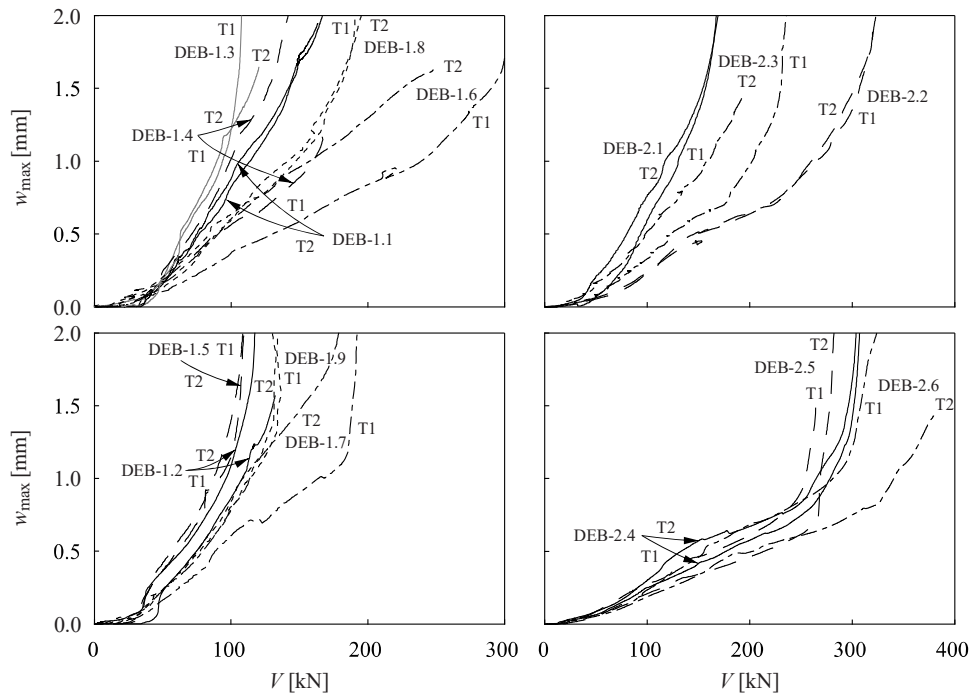 2.0
1.5
1.0
0.5
0.0
w_max [mm]
T1
DEB-1.3
T2
T2
DEB-1.4
T1
T1
T2
DEB-1.8
T2
DEB-1.6
T1
T1
T2
DEB-1.1
T2
DEB-2.3
T2
T1
DEB-2.1
T2
T1
T2
DEB-2.2
T1
2.0
1.5
1.0
0.5
0.0
w_max [mm]
0
100
200
300
V [kN]
DEB-1.5
T1
T2
T2
DEB-1.2
T2
T1
DEB-1.9
T1
T2
DEB-1.7
T1
T2
DEB-2.5
T1
DEB-2.6
T1
T2
DEB-2.4
T2
T1
0
100
200
300
400
V [kN]